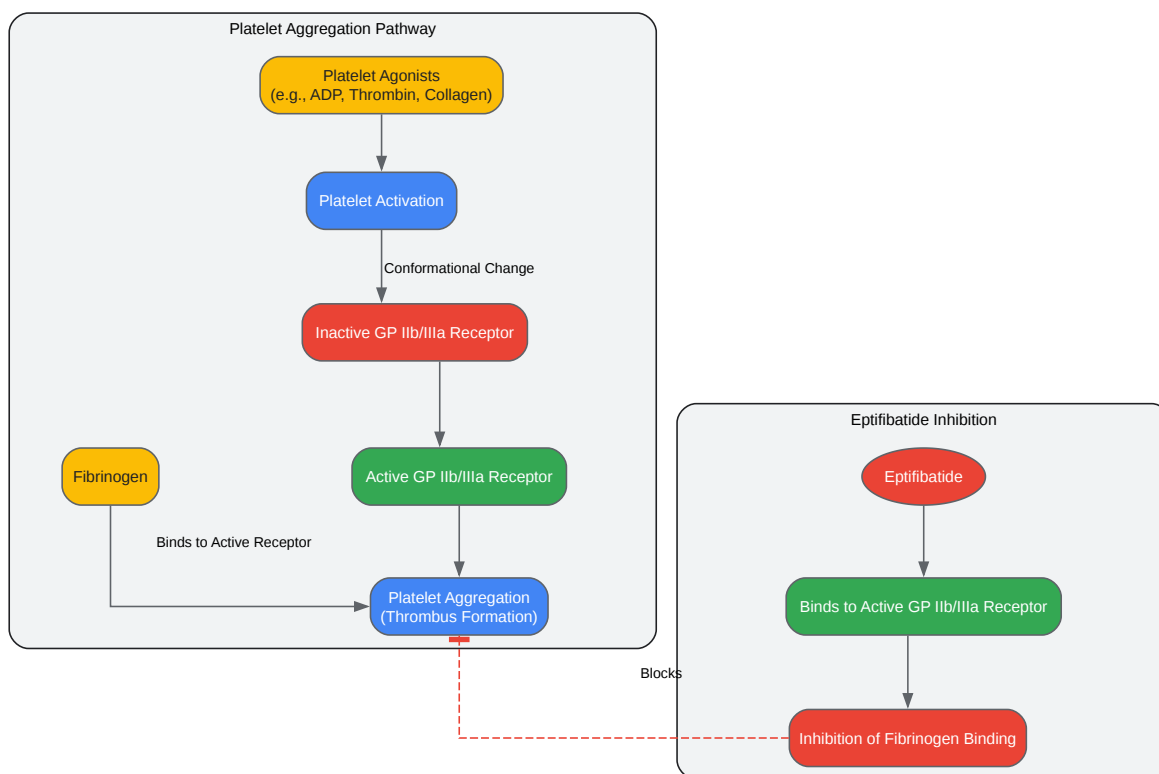 Platelet Aggregation Pathway
Platelet Agonists
(e.g., ADP, Thrombin, Collagen)
Platelet Activation
Conformational Change
Inactive GP IIb/IIIa Receptor
Fibrinogen
Active GP IIb/IIIa Receptor
Binds to Active Receptor
Platelet Aggregation
(Thrombus Formation)
Blocks
Eptifibatide Inhibition
Eptifibatide
Binds to Active GP IIb/IIIa Receptor
Inhibition of Fibrinogen Binding